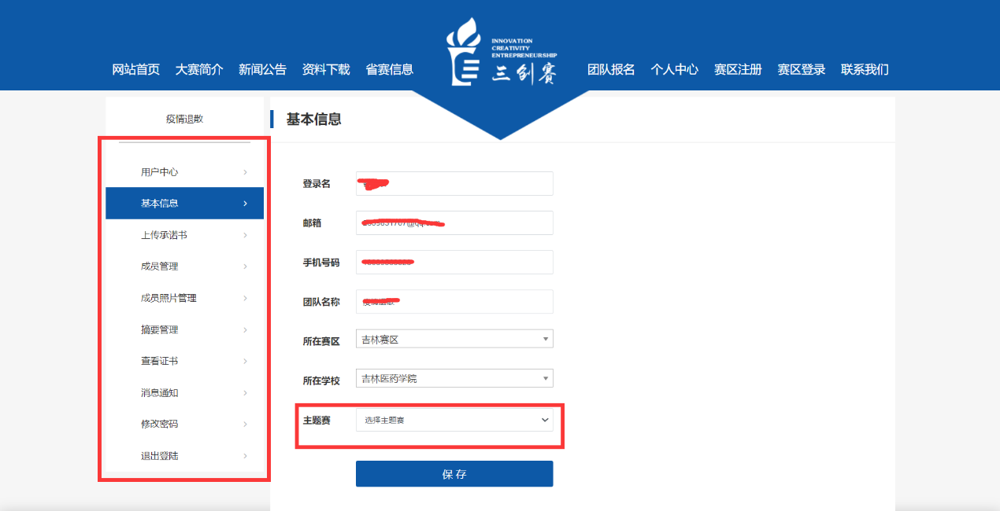 网站首页 大赛简介 新闻公告 资料下载 省赛信息
INNOVATION
CREATIVITY
ENTREPRENEURSHIP
三创赛
团队报名 个人中心 赛区注册 赛区登录 联系我们
疫情退散
用户中心
基本信息
上传承诺书
成员管理
成员照片管理
摘要管理
查看证书
消息通知
修改密码
退出登陆
基本信息
登录名
邮箱
手机号码
团队名称
所在赛区 吉林赛区
所在学校 吉林医药学院
主题赛 选择主题赛
保存